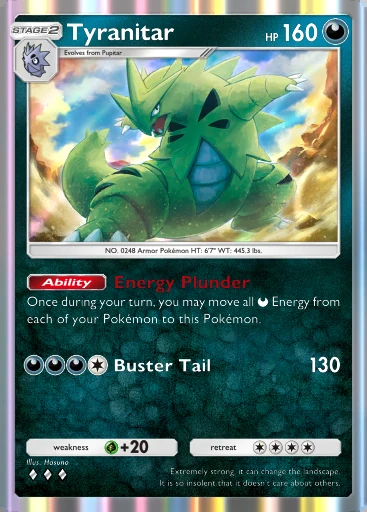 STAGE 2 Tyranitar HP 160
Evolves from Pupitar
NO. 0248 Armor Pokémon HT: 6'7" WT: 445.3 lbs.
Ability Energy Plunder
Once during your turn, you may move all Energy from
each of your Pokémon to this Pokémon.
Buster Tail 130
weakness +20 retreat
Illus. Hasuno
Extremely strong, it can change the landscape.
It is so insolent that it doesn't care about others.